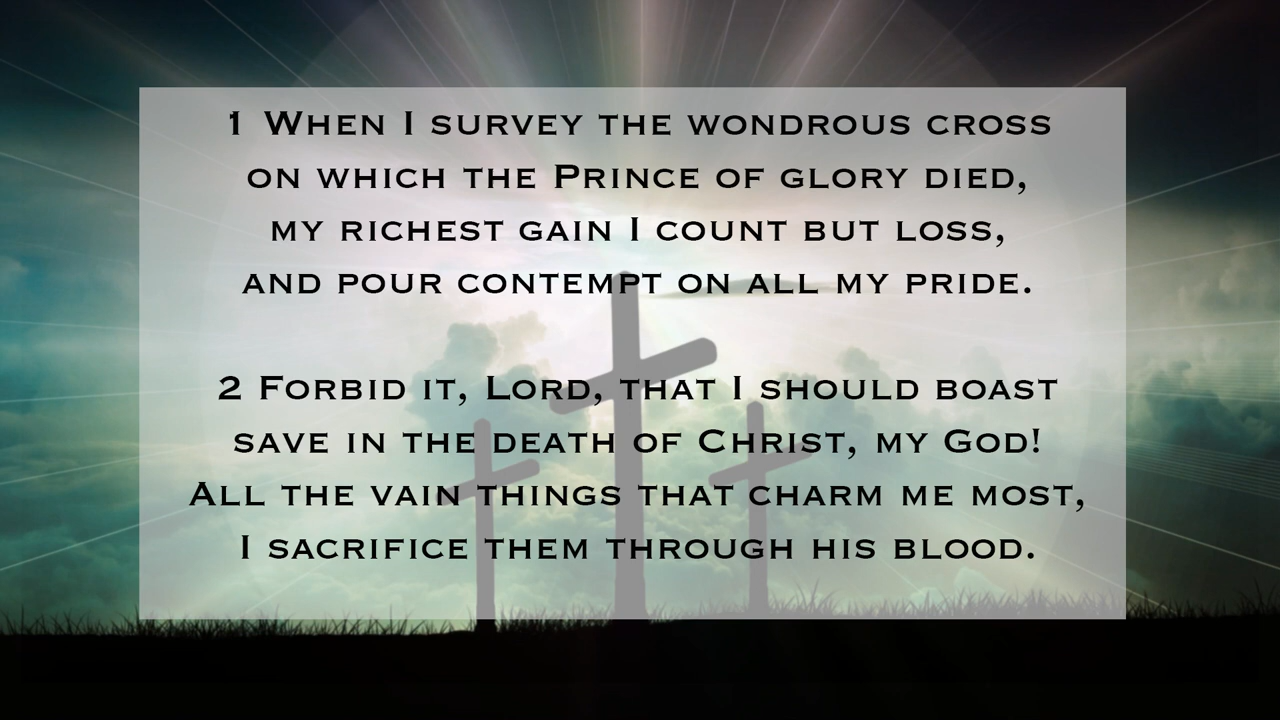 1 When I survey the wondrous cross
on which the Prince of glory died,
my richest gain I count but loss,
and pour contempt on all my pride.
2 Forbid it, Lord, that I should boast
save in the death of Christ, my God!
All the vain things that charm me most,
I sacrifice them through his blood.